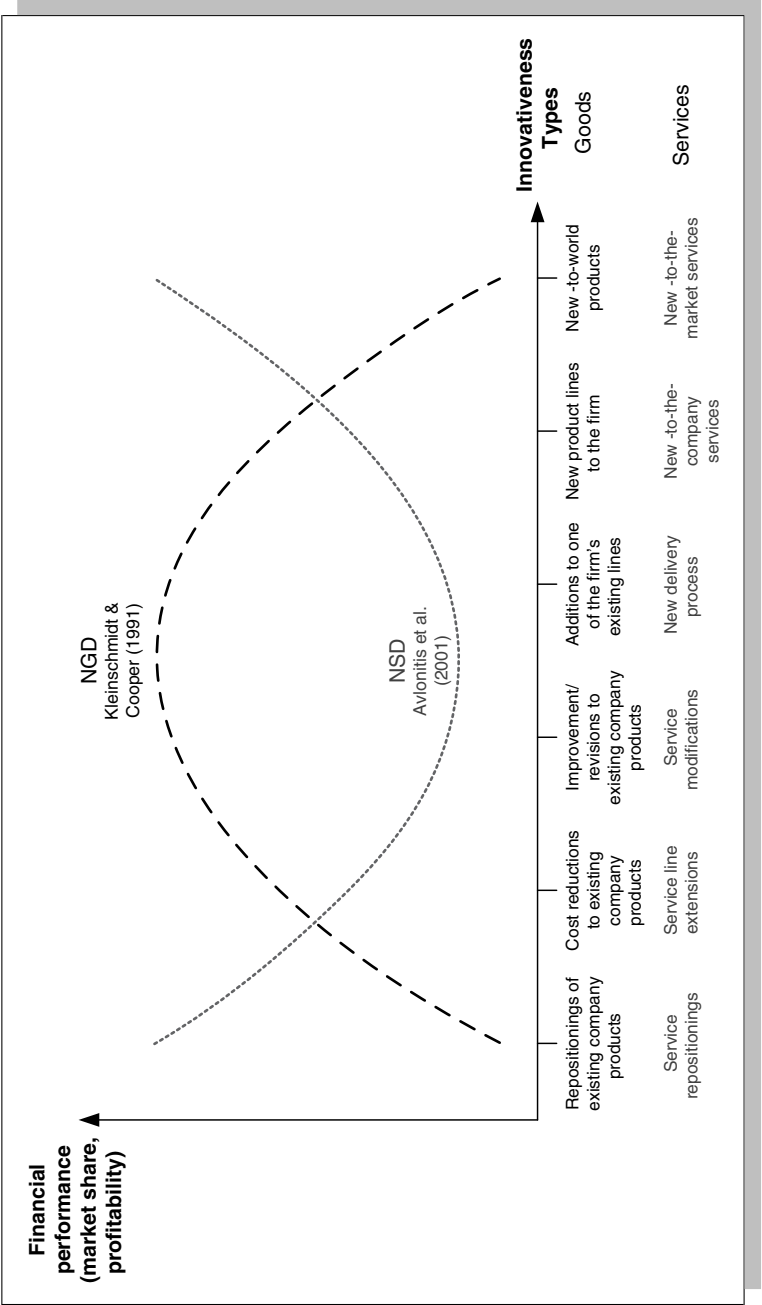 Financial
performance
(market share,
profitability)
NGD
Kleinschmidt &
Cooper (1991)
NSD
Avlonitis et al.
(2001)
Innovativeness
Types
Goods
Repositionings of
existing company
products
Cost reductions
to existing
company
products
Improvement/
revisions to
existing company
products
Additions to one
of the firm's
existing lines
New product lines
to the firm
New -to-world
products
Services
Service
repositionings
Service line
extensions
Service
modifications
New delivery
process
New -to-the-
company
services
New -to-the-
market services